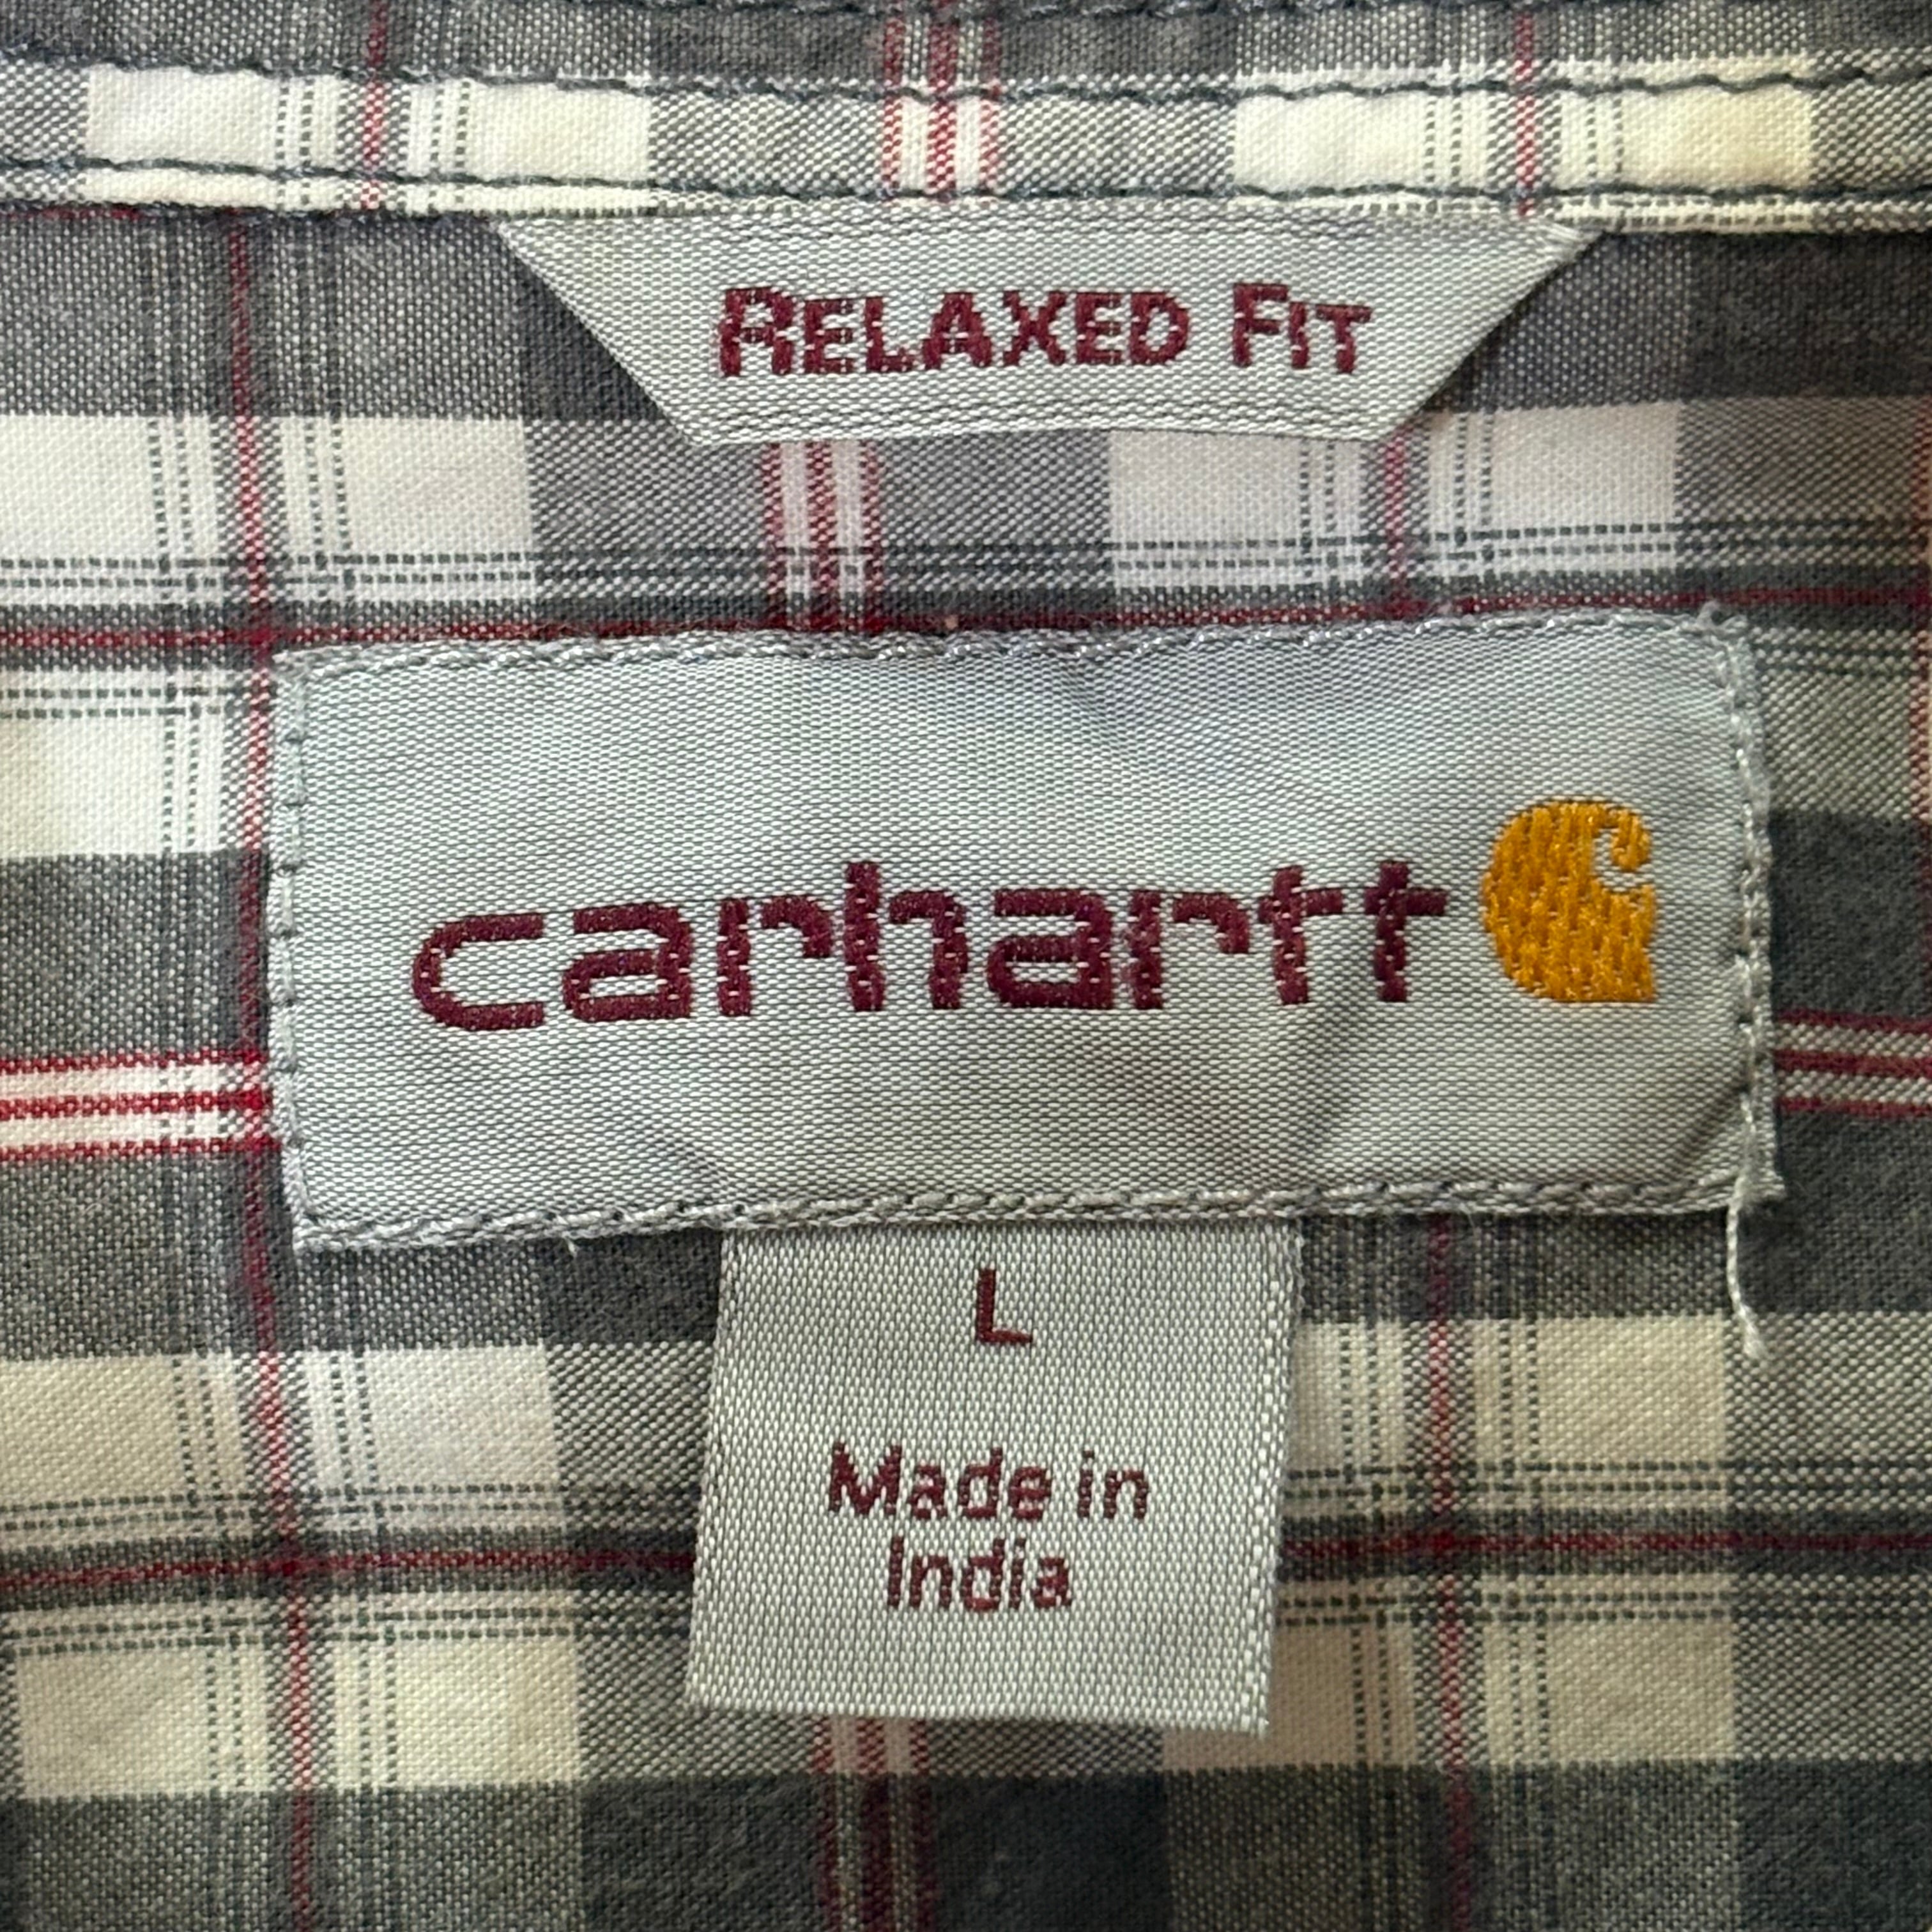 RELAXED FIT
carhartt
L
Made in
India